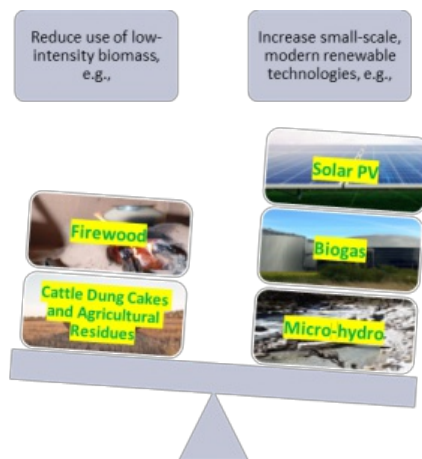 Reduce use of low-
intensity biomass,
e.g.,
Increase small-scale,
modern renewable
technologies, e.g.,
Solar PV
Firewood
Biogas
Cattle Dung Cakes
and Agricultural
Residues
Micro-hydro